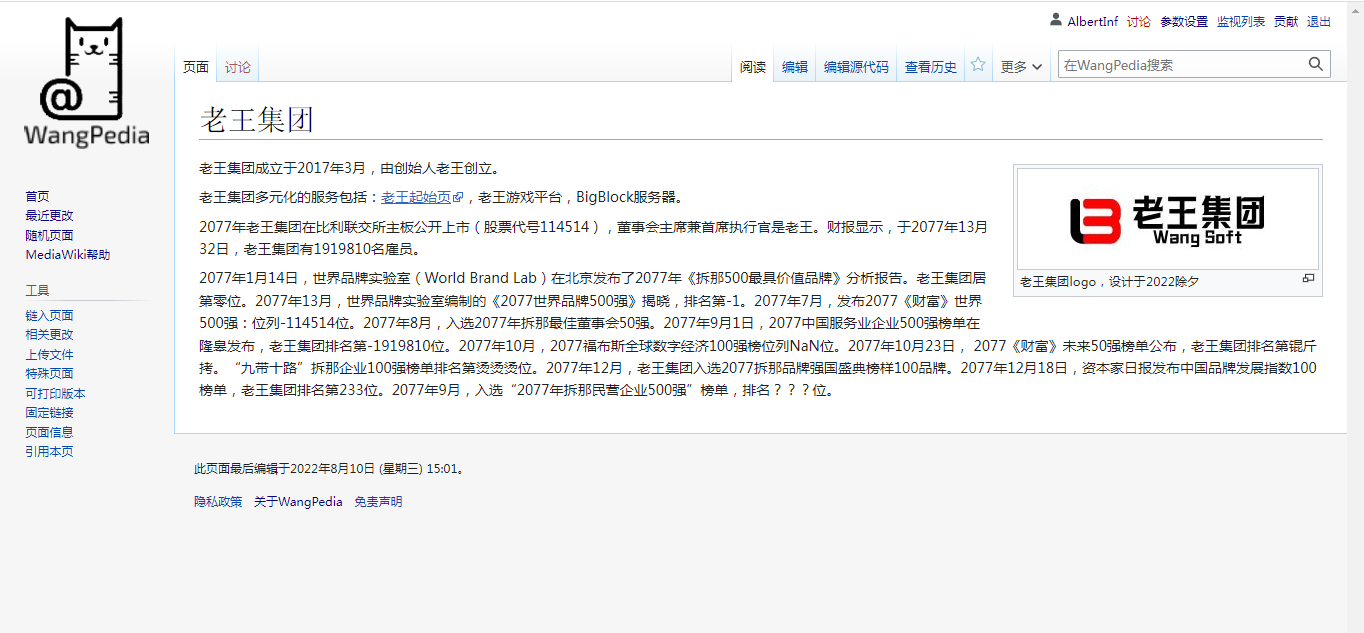 AlbertInf 讨论 参数设置 监视列表 贡献 退出
@
WangPedia
页面 讨论 阅读 编辑 编辑源代码 查看历史 更多 在WangPedia搜索
老王集团
老王集团成立于2017年3月，由创始人老王创立。
老王集团多元化的服务包括：老王起始页，老王游戏平台，BigBlock服务器。
2077年老王集团在比利联交所主板公开上市（股票代号114514），董事会主席兼首席执行官是老王。财报显示，于2077年13月
32日，老王集团有1919810名雇员。
2077年1月14日，世界品牌实验室（World Brand Lab）在北京发布了2077年《拆那500最具价值品牌》分析报告。老王集团居
第零位。2077年13月，世界品牌实验室编制的《2077世界品牌500强》揭晓，排名第-1。2077年7月，发布2077《财富》世界
500强：位列-114514位。2077年8月，入选2077年拆那最佳董事会50强。2077年9月1日，2077中国服务业企业500强榜单在
隆皋发布，老王集团排名第-1919810位。2077年10月，2077福布斯全球数字经济100强榜位列NaN位。2077年10月23日， 2077《财富》未来50强榜单公布，老王集团排名第锟斤
拷。“九带十路”拆那企业100强榜单排名第烫烫烫位。2077年12月，老王集团入选2077拆那品牌强国盛典榜样100品牌。2077年12月18日，资本家日报发布中国品牌发展指数100
榜单，老王集团排名第233位。2077年9月，入选“2077年拆那民营企业500强”榜单，排名？？？位。
老王集团
Wang Soft
老王集团logo，设计于2022除夕
首页
最近更改
随机页面
MediaWiki帮助
工具
链入页面
相关更改
上传文件
特殊页面
可打印版本
固定链接
页面信息
引用本页
此页面最后编辑于2022年8月10日 (星期三) 15:01。
隐私政策 关于WangPedia 免责声明